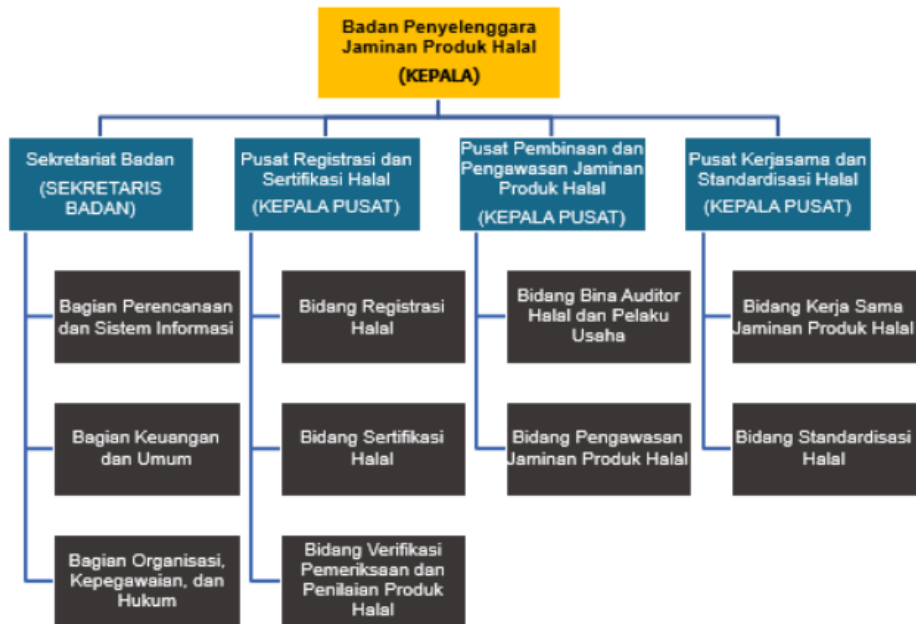 Badan Penyelenggara
Jaminan Produk Halal
(KEPALA)
Sekretariat Badan
(SEKRETARIS
BADAN)
Pusat Registrasi dan
Sertifikasi Halal
(KEPALA PUSAT)
Pusat Pembinaan dan
Pengawasan Jaminan
Produk Halal
(KEPALA PUSAT)
Pusat Kerjasama dan
Standardisasi Halal
(KEPALA PUSAT)
Bagian Perencanaan
dan Sistem Informasi
Bidang Registrasi
Halal
Bidang Bina Auditor
Halal dan Pelaku
Usaha
Bidang Kerja Sama
Jaminan Produk Halal
Bagian Keuangan
dan Umum
Bidang Sertifikasi
Halal
Bidang Pengawasan
Jaminan Produk Halal
Bidang Standardisasi
Halal
Bagian Organisasi,
Kepegawaian, dan
Hukum
Bidang Verifikasi
Pemeriksaan dan
Penilaian Produk
Halal